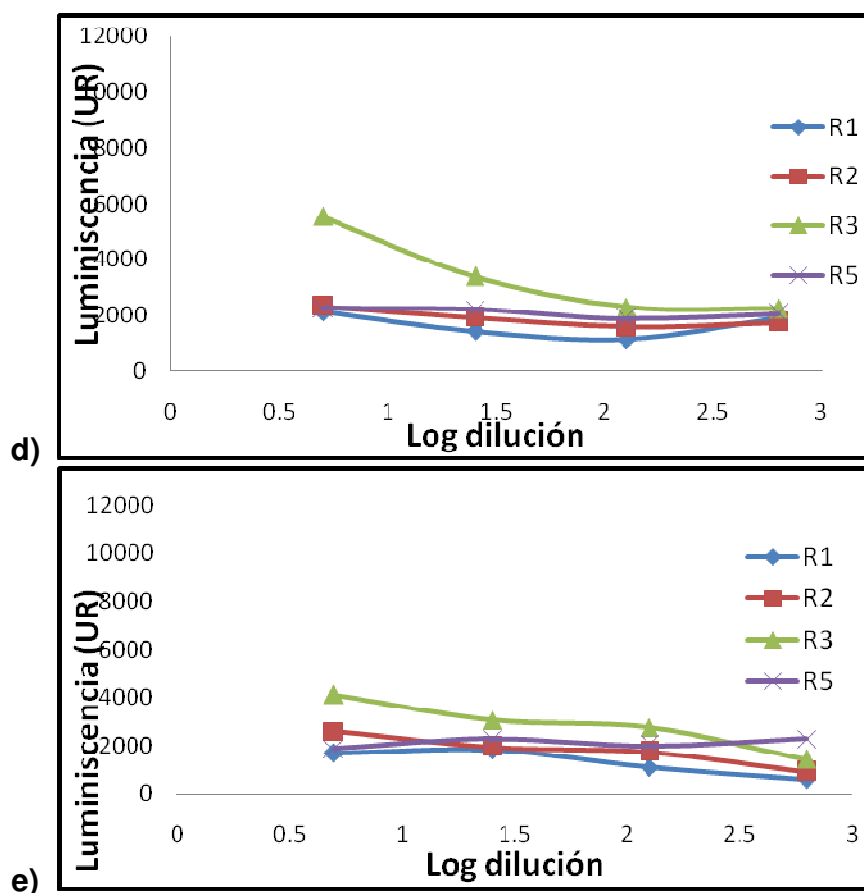 12000
10000
8000
6000
4000
2000
0
Luminiscencia (UR)
0 0.5 1 1.5 2 2.5 3
Log dilución
R1
R2
R3
R5
d)
12000
10000
8000
6000
4000
2000
0
Luminiscencia (UR)
0 0.5 1 1.5 2 2.5 3
Log dilución
R1
R2
R3
R5
e)